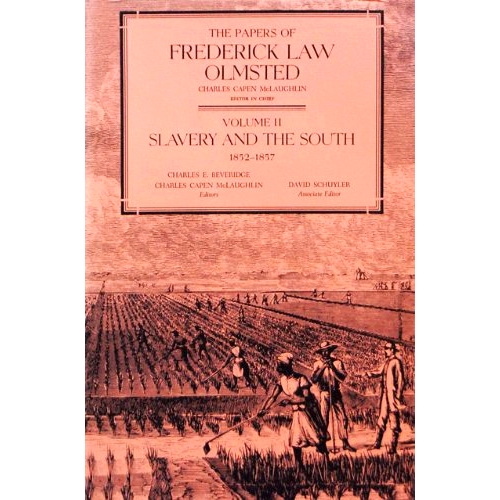 THE PAPERS OF
FREDERICK LAW
OLMSTED
CHARLES CAPEN McLAUGHLIN
EDITOR IN CHIEF
VOLUME II
SLAVERY AND THE SOUTH
1852–1857
CHARLES E. BEVERIDGE
CHARLES CAPEN McLAUGHLIN
Editors
DAVID SCHUYLER
Associate Editor